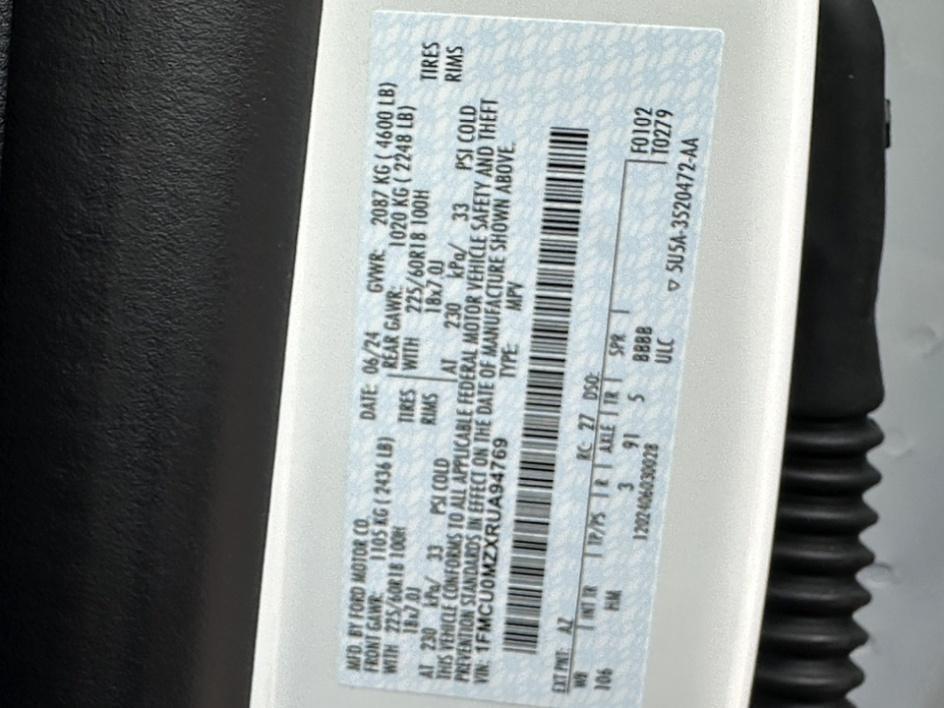 MFD. BY FORD MOTOR CO.
DATE: 06/24 GVWR: 2087 KG ( 4600 LB)
FRONT GAWR: 1105 KG ( 2436 LB) REAR GAWR: 1020 KG ( 2248 LB)
WITH 225/60R18 100H TIRES WITH 225/60R18 100H TIRES
18x7.0J RIMS 18x7.0J RIMS
AT 230 kPa/ 33 PSI COLD AT 230 kPa/ 33 PSI COLD
THIS VEHICLE CONFORMS TO ALL APPLICABLE FEDERAL MOTOR VEHICLE SAFETY AND THEFT
PREVENTION STANDARDS IN EFFECT ON THE DATE OF MANUFACTURE SHOWN ABOVE.
VIN: 1FMCU0MZXRUA94769 TYPE: MPV
EXT PNT: AZ RC: 27 DSO:
WB INT TR TP/PS R AXLE TR SPR F0102
106 HM 3 91 5 BBBB T0279
1202406030028 ULC
▽ SU5A-3520472-AA